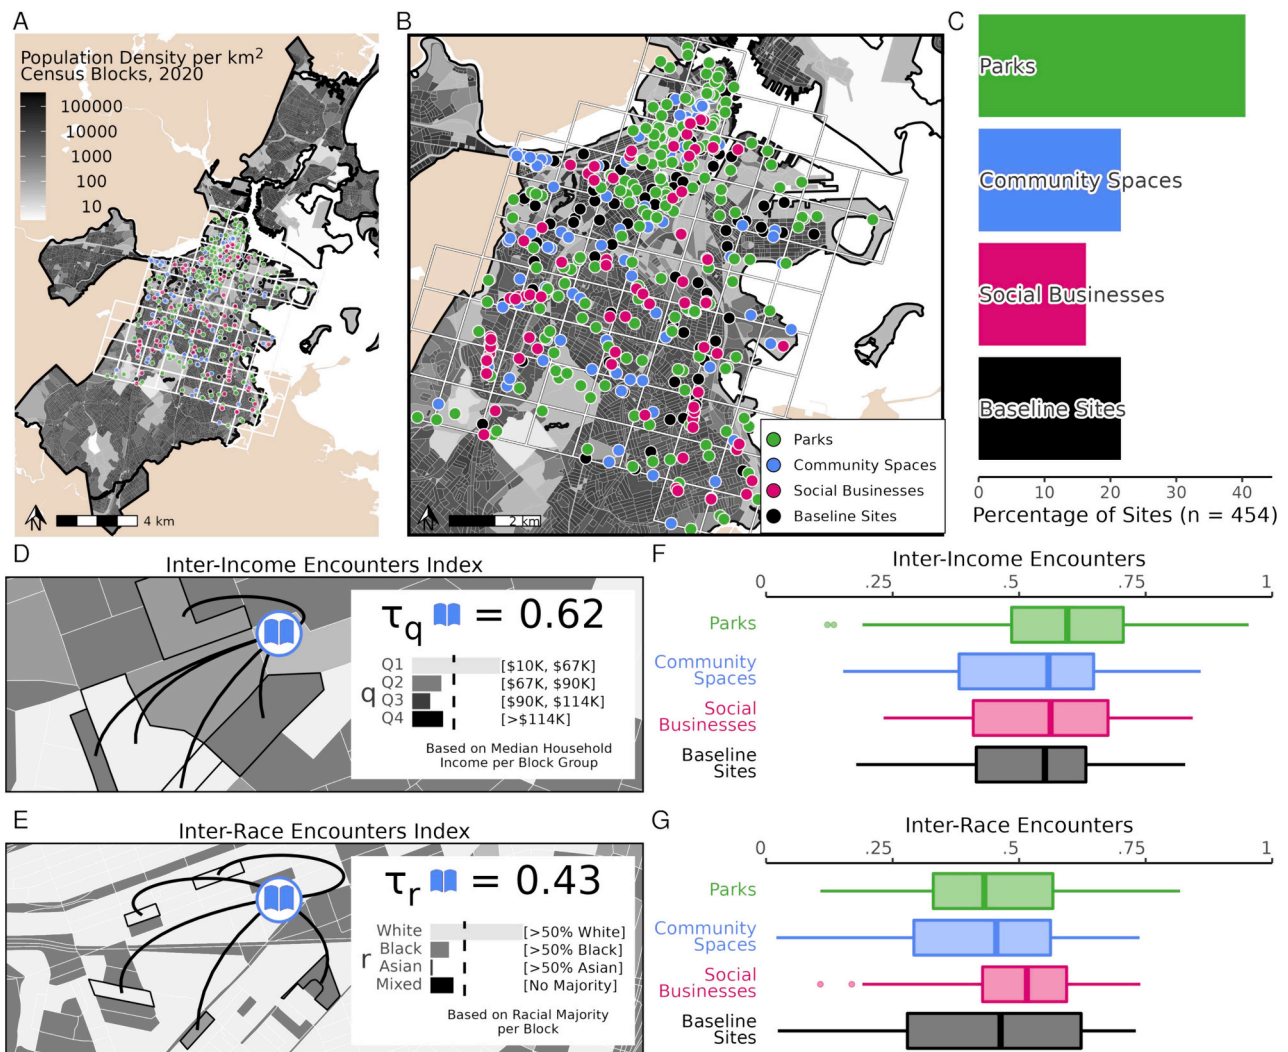 A
Population Density per km2
Census Blocks, 2020
100000
10000
1000
100
10
4 km
B
Parks
Community Spaces
Social Businesses
Baseline Sites
2 km
C
Parks
Community Spaces
Social Businesses
Baseline Sites
0 10 20 30 40
Percentage of Sites (n = 454)
D
Inter-Income Encounters Index
τq = 0.62
q
Q1 [$10K, $67K]
Q2 [$67K, $90K]
Q3 [$90K, $114K]
Q4 [>$114K]
Based on Median Household
Income per Block Group
E
Inter-Race Encounters Index
τr = 0.43
r
White [>50% White]
Black [>50% Black]
Asian [>50% Asian]
Mixed [No Majority]
Based on Racial Majority
per Block
F
Inter-Income Encounters
0 .25 .5 .75 1
Parks
Community
Spaces
Social
Businesses
Baseline
Sites
G
Inter-Race Encounters
0 .25 .5 .75 1
Parks
Community
Spaces
Social
Businesses
Baseline
Sites